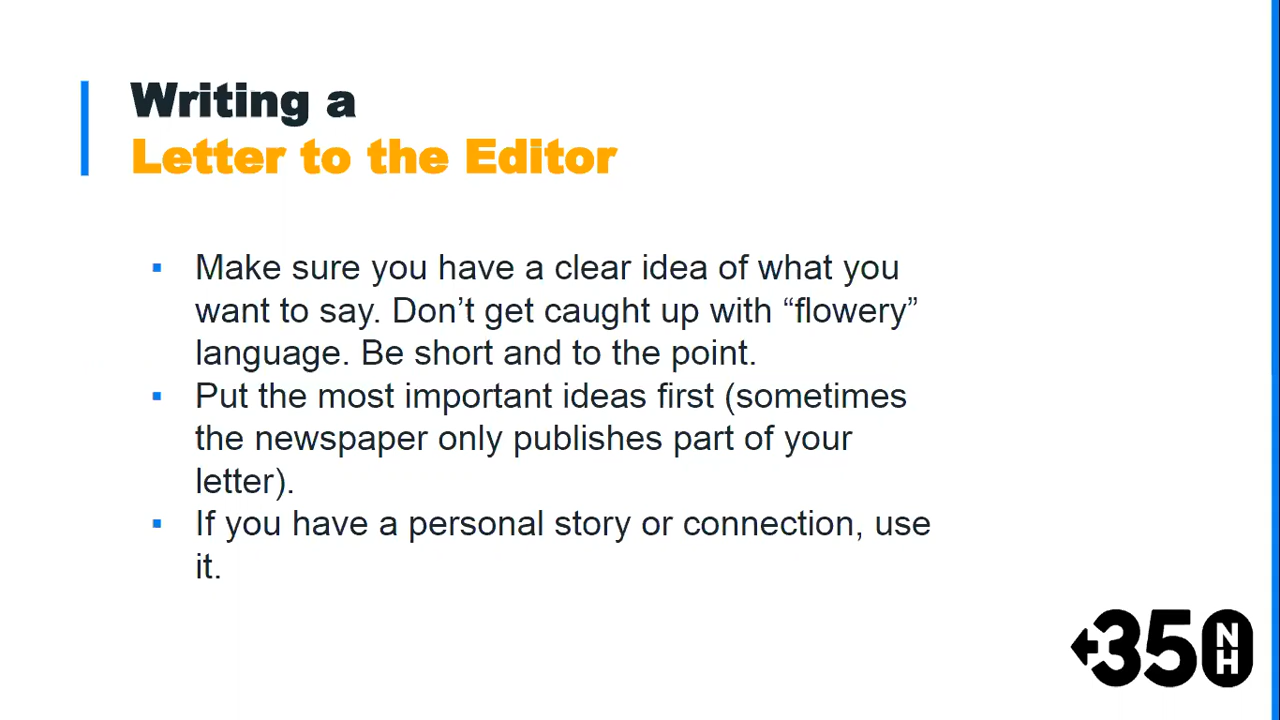 Writing a
Letter to the Editor
▪ Make sure you have a clear idea of what you
want to say. Don’t get caught up with “flowery”
language. Be short and to the point.
▪ Put the most important ideas first (sometimes
the newspaper only publishes part of your
letter).
▪ If you have a personal story or connection, use
it.
350 NH